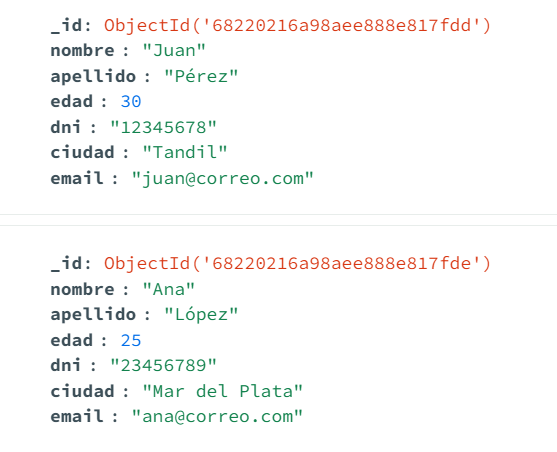 _id: ObjectId('68220216a98aee888e817fdd')
nombre : "Juan"
apellido : "Pérez"
edad : 30
dni : "12345678"
ciudad : "Tandil"
email : "juan@correo.com"
_id: ObjectId('68220216a98aee888e817fde')
nombre : "Ana"
apellido : "López"
edad : 25
dni : "23456789"
ciudad : "Mar del Plata"
email : "ana@correo.com"